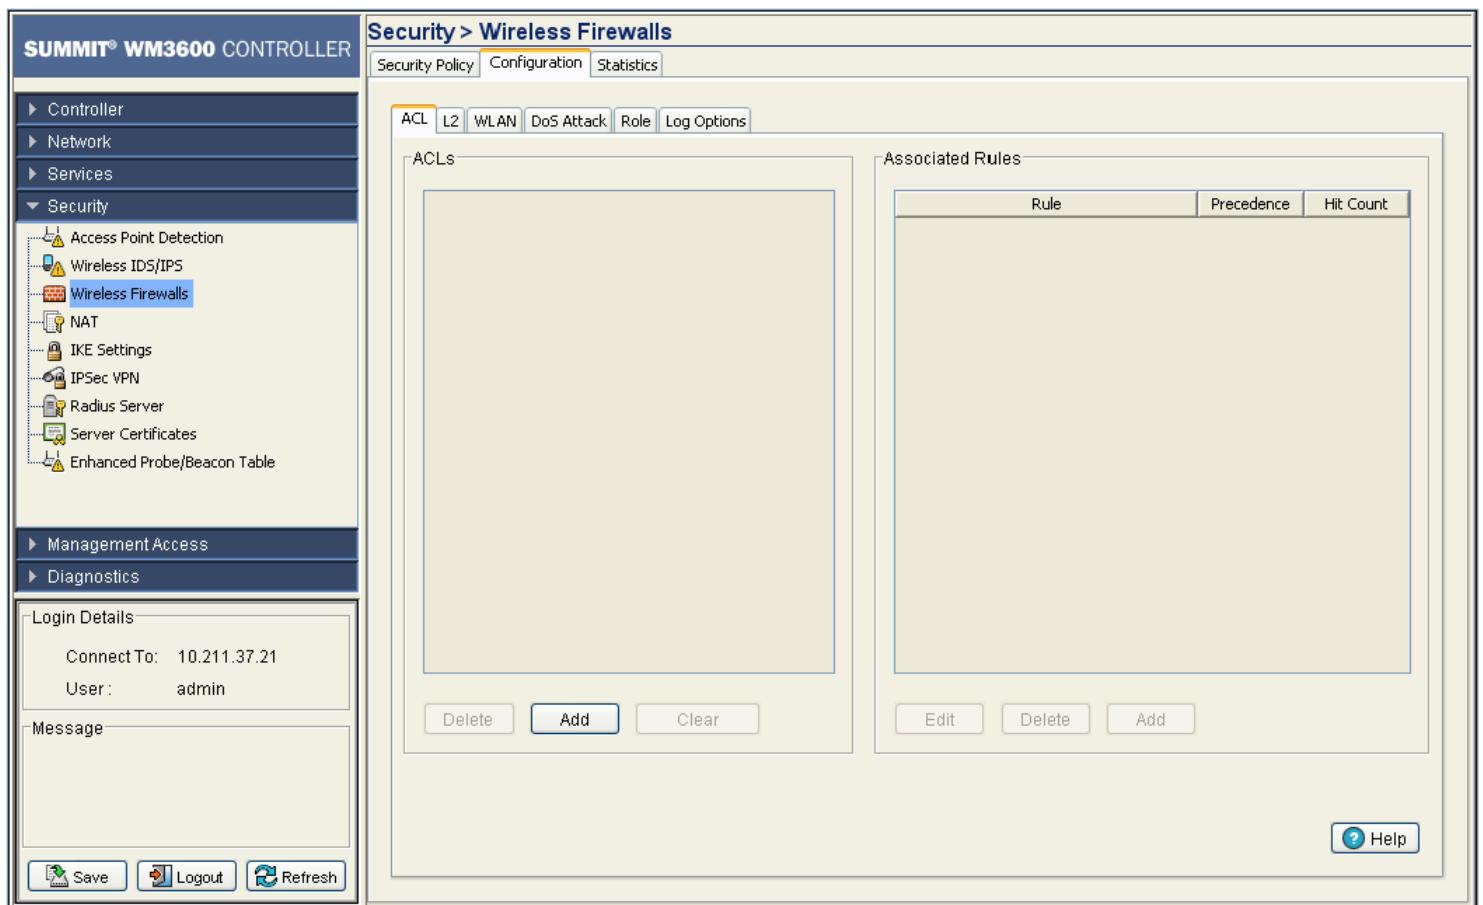 SUMMIT® WM3600 CONTROLLER
Security > Wireless Firewalls
Security Policy
Configuration
Statistics
Controller
Network
Services
Security
Access Point Detection
Wireless IDS/IPS
Wireless Firewalls
NAT
IKE Settings
IPSec VPN
Radius Server
Server Certificates
Enhanced Probe/Beacon Table
Management Access
Diagnostics
Login Details
Connect To: 10.211.37.21
User : admin
Message
Save
Logout
Refresh
ACL
L2
WLAN
DoS Attack
Role
Log Options
ACLs
Delete
Add
Clear
Associated Rules
Rule
Precedence
Hit Count
Edit
Delete
Add
Help